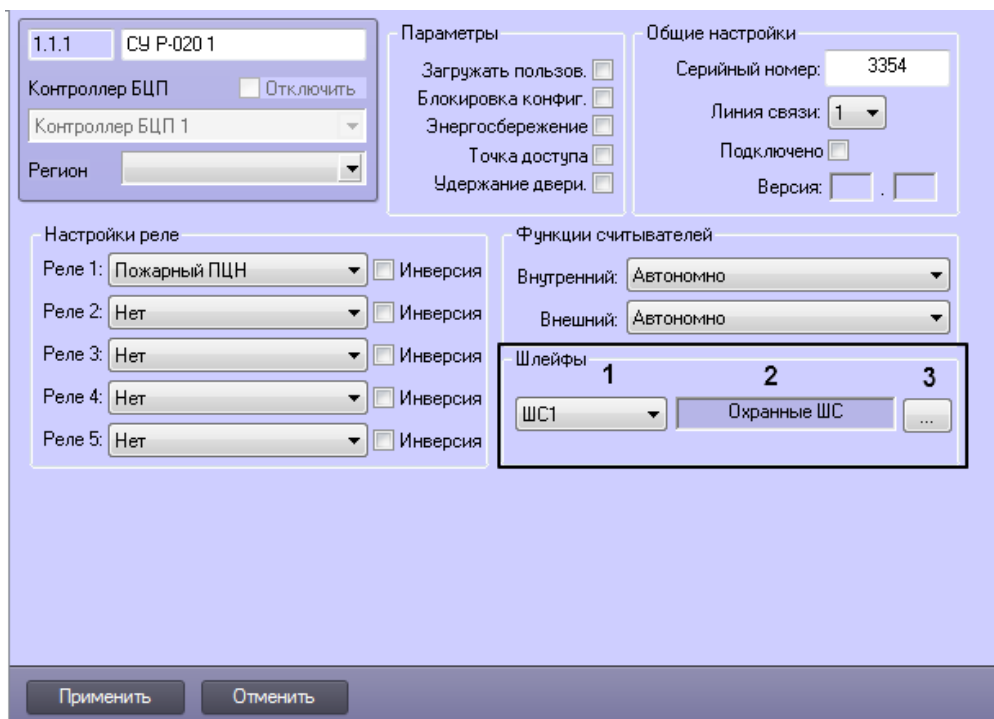 1.1.1 СУ Р-020 1
Контроллер БЦП Отключить
Контроллер БЦП 1
Регион
Параметры
Загружать пользов.
Блокировка конфиг.
Энергосбережение
Точка доступа
Удержание двери.
Общие настройки
Серийный номер: 3354
Линия связи: 1
Подключено
Версия: .
Настройки реле
Реле 1: Пожарный ПЦН Инверсия
Реле 2: Нет Инверсия
Реле 3: Нет Инверсия
Реле 4: Нет Инверсия
Реле 5: Нет Инверсия
Функции считывателей
Внутренний: Автономно
Внешний: Автономно
Шлейфы
1 2 3
ШС1 Охранные ШС ...
Применить Отменить